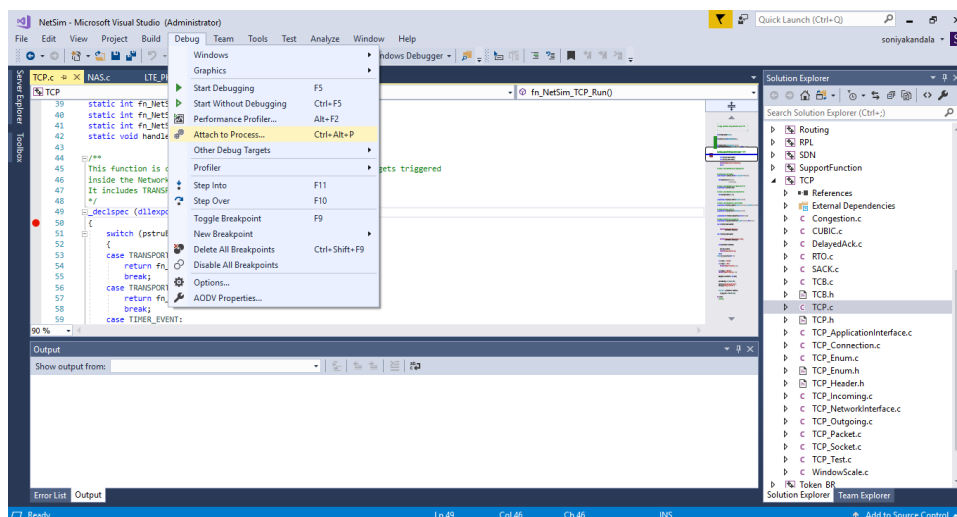 NetSim - Microsoft Visual Studio (Administrator)
Quick Launch (Ctrl+Q)
File Edit View Project Build Debug Team Tools Test Analyze Window Help
soniyakandala
ndows Debugger
Server Explorer
Toolbox
TCP.c NAS.c
TCP
fn_NetSim_TCP_Run()
39 static int fn_NetS
40 static int fn_NetS
41 static int fn_NetS
42 static void handle
43
44 /**
45 This function is c gets triggered
46 inside the Network
47 It includes TRANSP
48 */
49 _declspec (dllexpo
50 {
51 switch (pstruE
52 {
53 case TRANSPORT
54 return fn_
55 break;
56 case TRANSPORT
57 return fn_
58 break;
59 case TIMER_EVENT:
90 %
Windows
Graphics
Start Debugging F5
Start Without Debugging Ctrl+F5
Performance Profiler... Alt+F2
Attach to Process... Ctrl+Alt+P
Other Debug Targets
Profiler
Step Into F11
Step Over F10
Toggle Breakpoint F9
New Breakpoint
Delete All Breakpoints Ctrl+Shift+F9
Disable All Breakpoints
Options...
AODV Properties...
Output
Show output from:
Error List Output
Solution Explorer
Search Solution Explorer (Ctrl+;)
Routing
RPL
SDN
SupportFunction
TCP
References
External Dependencies
Congestion.c
CUBIC.c
DelayedAck.c
RTO.c
SACK.c
TCB.c
TCB.h
TCP.c
TCP.h
TCP_ApplicationInterface.c
TCP_Connection.c
TCP_Enum.c
TCP_Enum.h
TCP_Header.h
TCP_Incoming.c
TCP_NetworkInterface.c
TCP_Outgoing.c
TCP_Packet.c
TCP_Socket.c
TCP_Test.c
WindowScale.c
Token BR
Solution Explorer Team Explorer
Ready Ln 49 Col 46 Ch 46 INS Add to Source Control